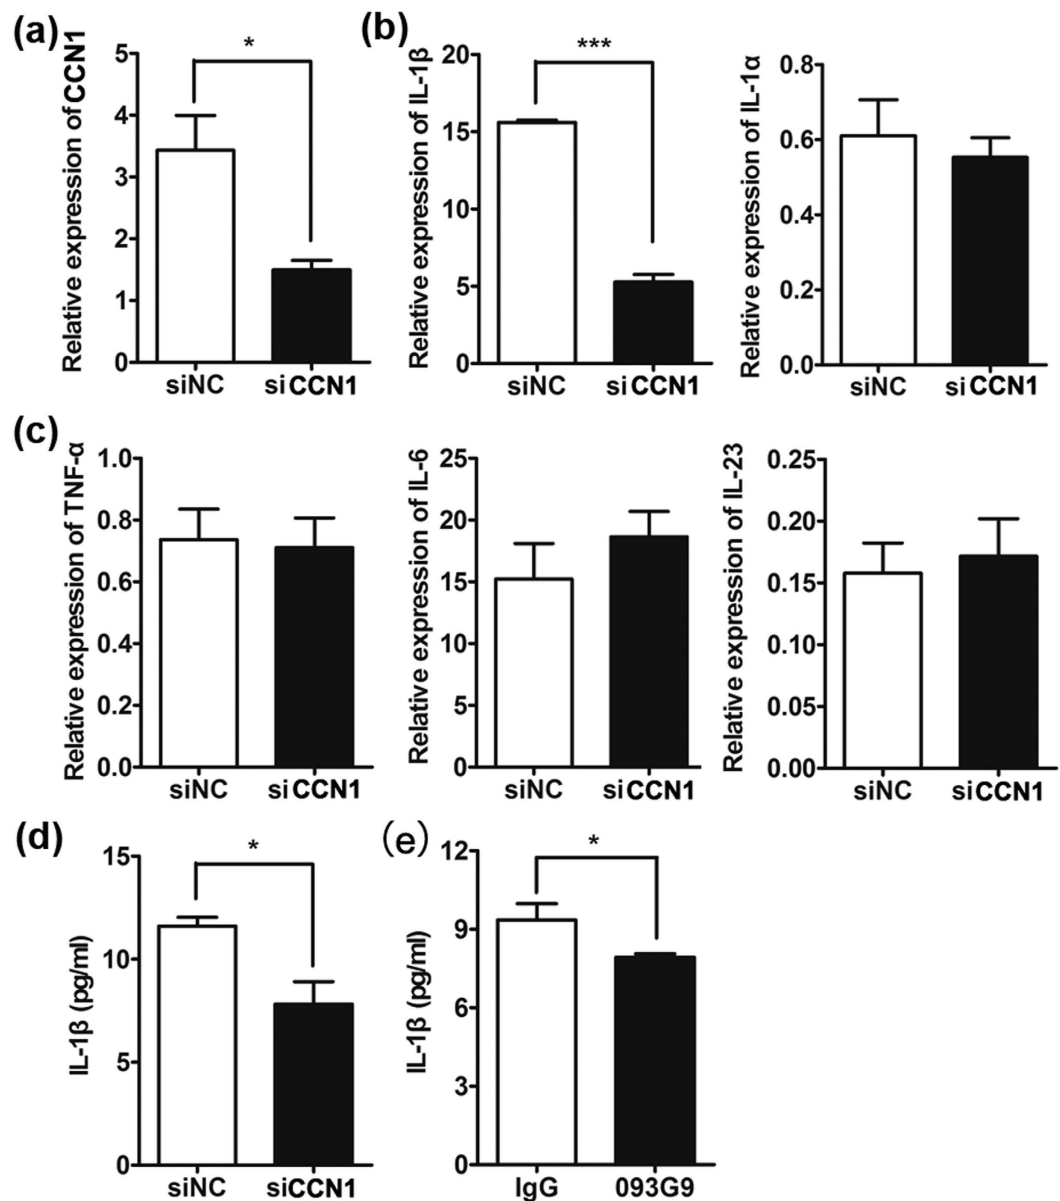 (a)
Relative expression of CCN1
5
4
3
2
1
0
*
siNC
siCCN1
(b)
Relative expression of IL-1β
20
15
10
5
0
***
siNC
siCCN1
Relative expression of IL-1α
0.8
0.6
0.4
0.2
0.0
siNC
siCCN1
(c)
Relative expression of TNF-α
1.0
0.8
0.6
0.4
0.2
0.0
siNC
siCCN1
Relative expression of IL-6
25
20
15
10
5
0
siNC
siCCN1
Relative expression of IL-23
0.25
0.20
0.15
0.10
0.05
0.00
siNC
siCCN1
(d)
IL-1β (pg/ml)
15
10
5
0
*
siNC
siCCN1
(e)
IL-1β (pg/ml)
12
9
6
3
0
*
IgG
093G9